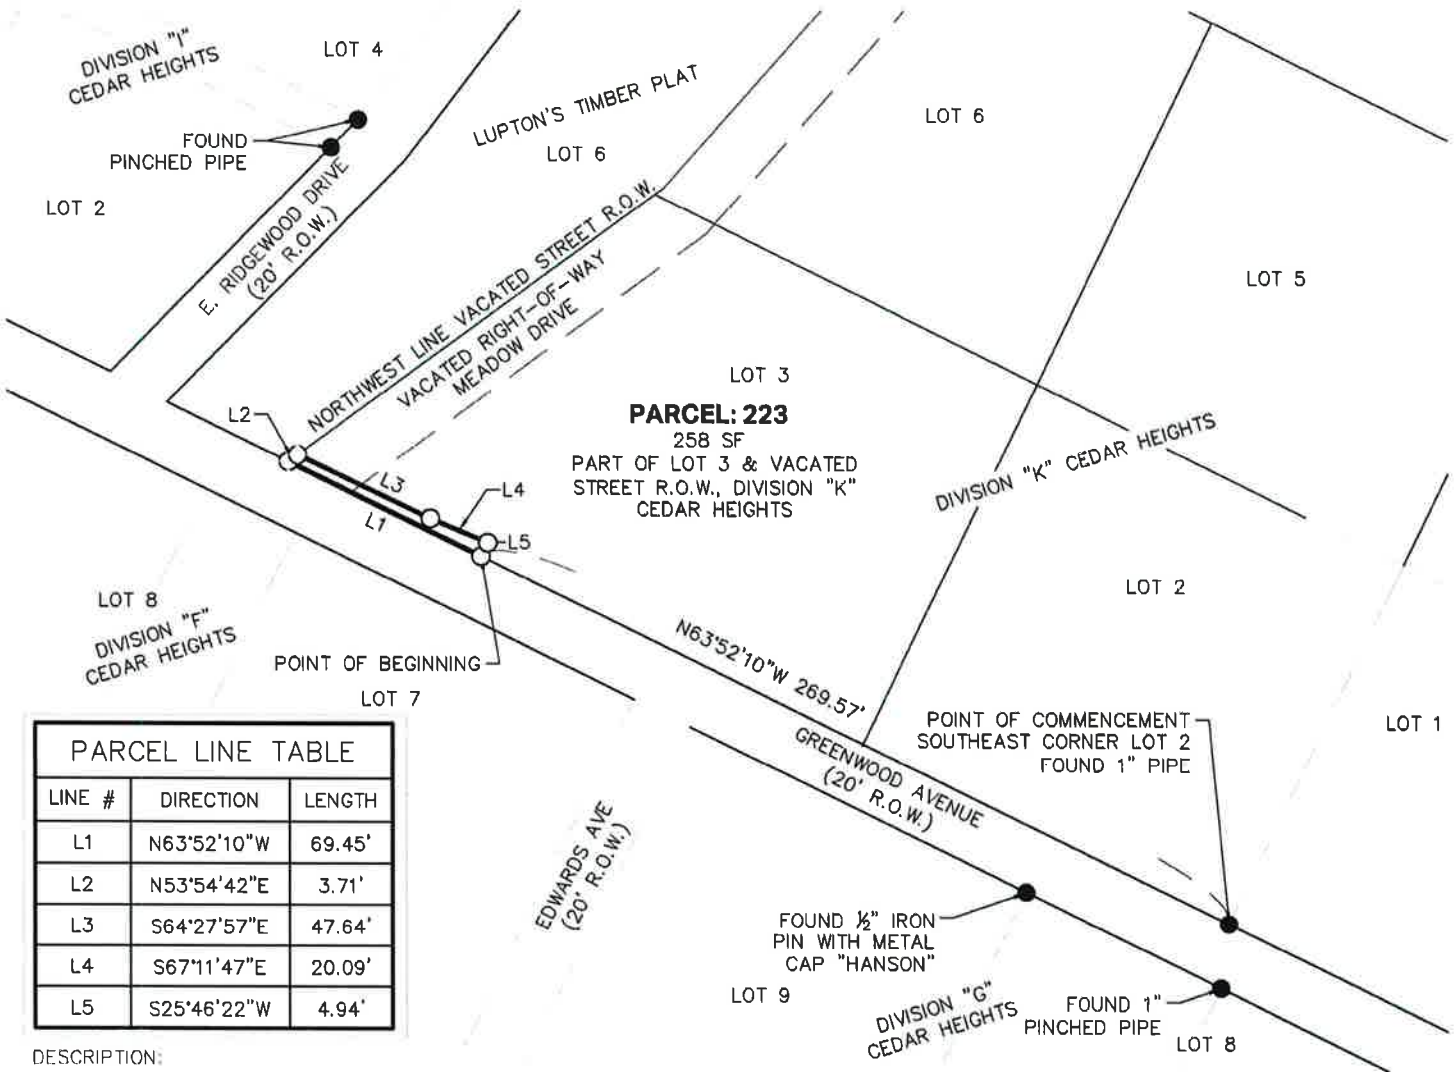 DIVISION "I"
CEDAR HEIGHTS
LOT 4
FOUND
PINCHED PIPE
LOT 2
E. RIDGEWOOD DRIVE
(20' R.O.W.)
LUPTON'S TIMBER PLAT
LOT 6
LOT 6
NORTHWEST LINE VACATED STREET R.O.W.
VACATED RIGHT-OF-WAY
MEADOW DRIVE
LOT 5
LOT 3
PARCEL: 223
258 SF
PART OF LOT 3 & VACATED
STREET R.O.W., DIVISION "K"
CEDAR HEIGHTS
DIVISION "K" CEDAR HEIGHTS
L2
L3
L4
L1
L5
LOT 8
DIVISION "F"
CEDAR HEIGHTS
POINT OF BEGINNING
LOT 7
LOT 2
N63°52'10"W 269.57'
GREENWOOD AVENUE
(20' R.O.W.)
POINT OF COMMENCEMENT
SOUTHEAST CORNER LOT 2
FOUND 1" PIPE
LOT 1
PARCEL LINE TABLE
LINE # DIRECTION LENGTH
L1 N63°52'10"W 69.45'
L2 N53°54'42"E 3.71'
L3 S64°27'57"E 47.64'
L4 S67°11'47"E 20.09'
L5 S25°46'22"W 4.94'
EDWARDS AVE
(20' R.O.W.)
FOUND ½" IRON
PIN WITH METAL
CAP "HANSON"
LOT 9
DIVISION "G"
CEDAR HEIGHTS
FOUND 1"
PINCHED PIPE
LOT 8
DESCRIPTION: